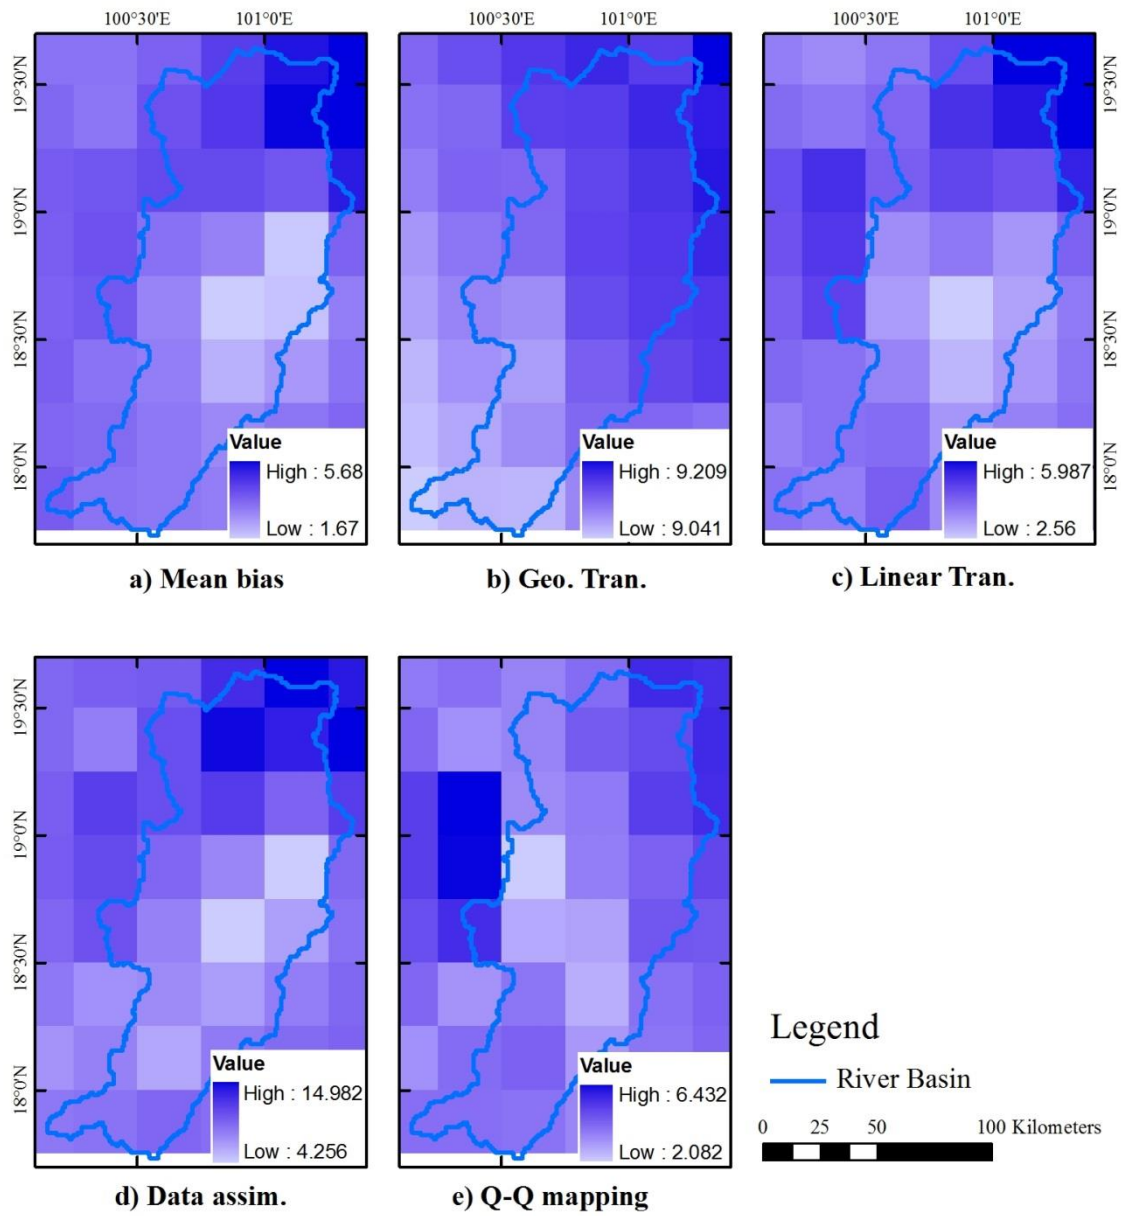 100°30'E 101°0'E 100°30'E 101°0'E 100°30'E 101°0'E
19°30'N 19°30'N
19°0'N 19°0'N
18°30'N 18°30'N
18°0'N 18°0'N
Value
High : 5.68
Low : 1.67
Value
High : 9.209
Low : 9.041
Value
High : 5.987
Low : 2.56
a) Mean bias
b) Geo. Tran.
c) Linear Tran.
19°30'N
19°0'N
18°30'N
18°0'N
Value
High : 14.982
Low : 4.256
Value
High : 6.432
Low : 2.082
d) Data assim.
e) Q-Q mapping
Legend
River Basin
0 25 50 100 Kilometers